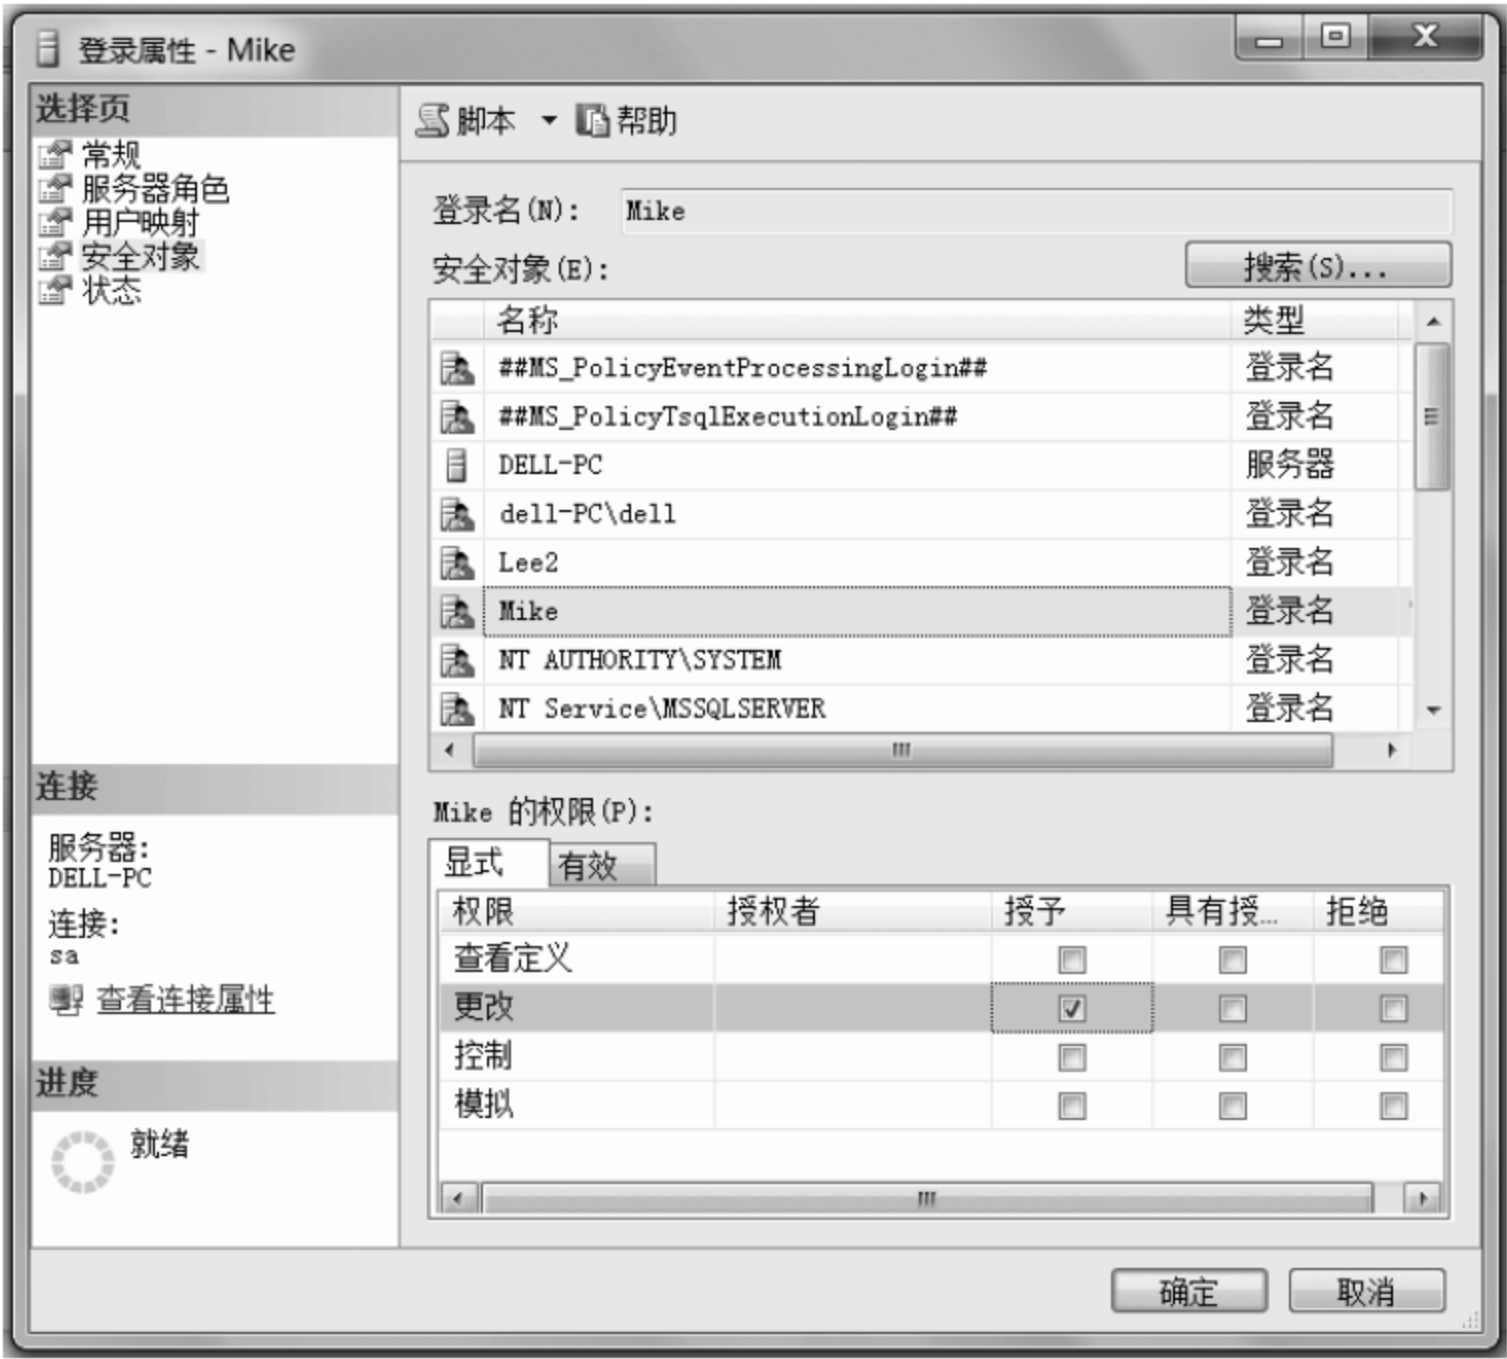 登录属性 - Mike
选择页
常规
服务器角色
用户映射
安全对象
状态
连接
服务器:
DELL-PC
连接:
sa
查看连接属性
进度
就绪
脚本 帮助
登录名(N): Mike
安全对象(E): 搜索(S)...
名称 类型
##MS_PolicyEventProcessingLogin## 登录名
##MS_PolicyTsqlExecutionLogin## 登录名
DELL-PC 服务器
dell-PC\dell 登录名
Lee2 登录名
Mike 登录名
NT AUTHORITY\SYSTEM 登录名
NT Service\MSSQLSERVER 登录名
Mike 的权限(P):
显式 有效
权限 授权者 授予 具有授... 拒绝
查看定义
更改
控制
模拟
确定 取消